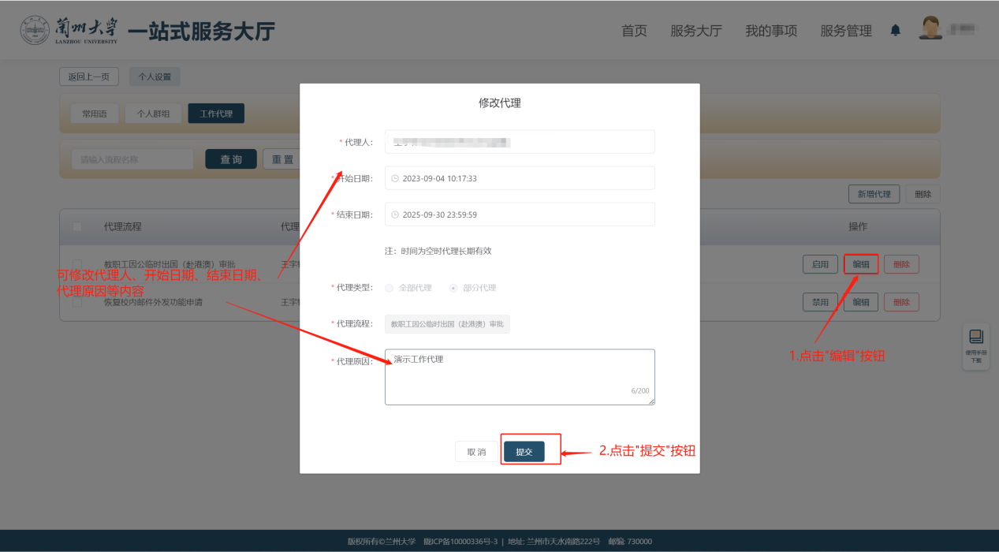 兰州大学
LANZHOU UNIVERSITY
一站式服务大厅
首页 服务大厅 我的事项 服务管理
返回上一页 个人设置
常用语 个人群组 工作代理
请输入流程名称 查 询 重 置
新增代理 删除
代理流程 代理 操作
教职工因公临时出国（赴港澳）审批 王宇 启用 编辑 删除
恢复校内邮件外发功能申请 王宇 禁用 编辑 删除
修改代理
* 代理人：
* 开始日期： 2023-09-04 10:17:33
* 结束日期： 2025-09-30 23:59:59
注：时间为空时代理长期有效
* 代理类型： 全部代理 部分代理
* 代理流程： 教职工因公临时出国（赴港澳）审批
* 代理原因： 演示工作代理
6/200
取 消 提交
可修改代理人、开始日期、结束日期、
代理原因等内容
1.点击"编辑"按钮
2.点击"提交"按钮
使用手册
下载
版权所有©兰州大学 陇ICP备10000336号-3 | 地址: 兰州市天水南路222号 邮编: 730000